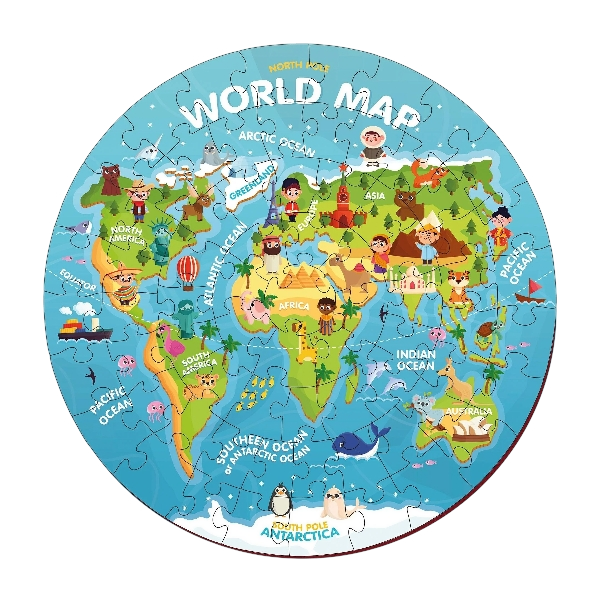 NORTH POLE
WORLD MAP
ARCTIC OCEAN
GREENLAND
ASIA
EUROPE
NORTH
AMERICA
ATLANTIC OCEAN
PACIFIC
OCEAN
EQUATOR
AFRICA
SOUTH
AMERICA
INDIAN
OCEAN
PACIFIC
OCEAN
AUSTRALIA
SOUTHERN OCEAN
or ANTARCTIC OCEAN
SOUTH POLE
ANTARCTICA